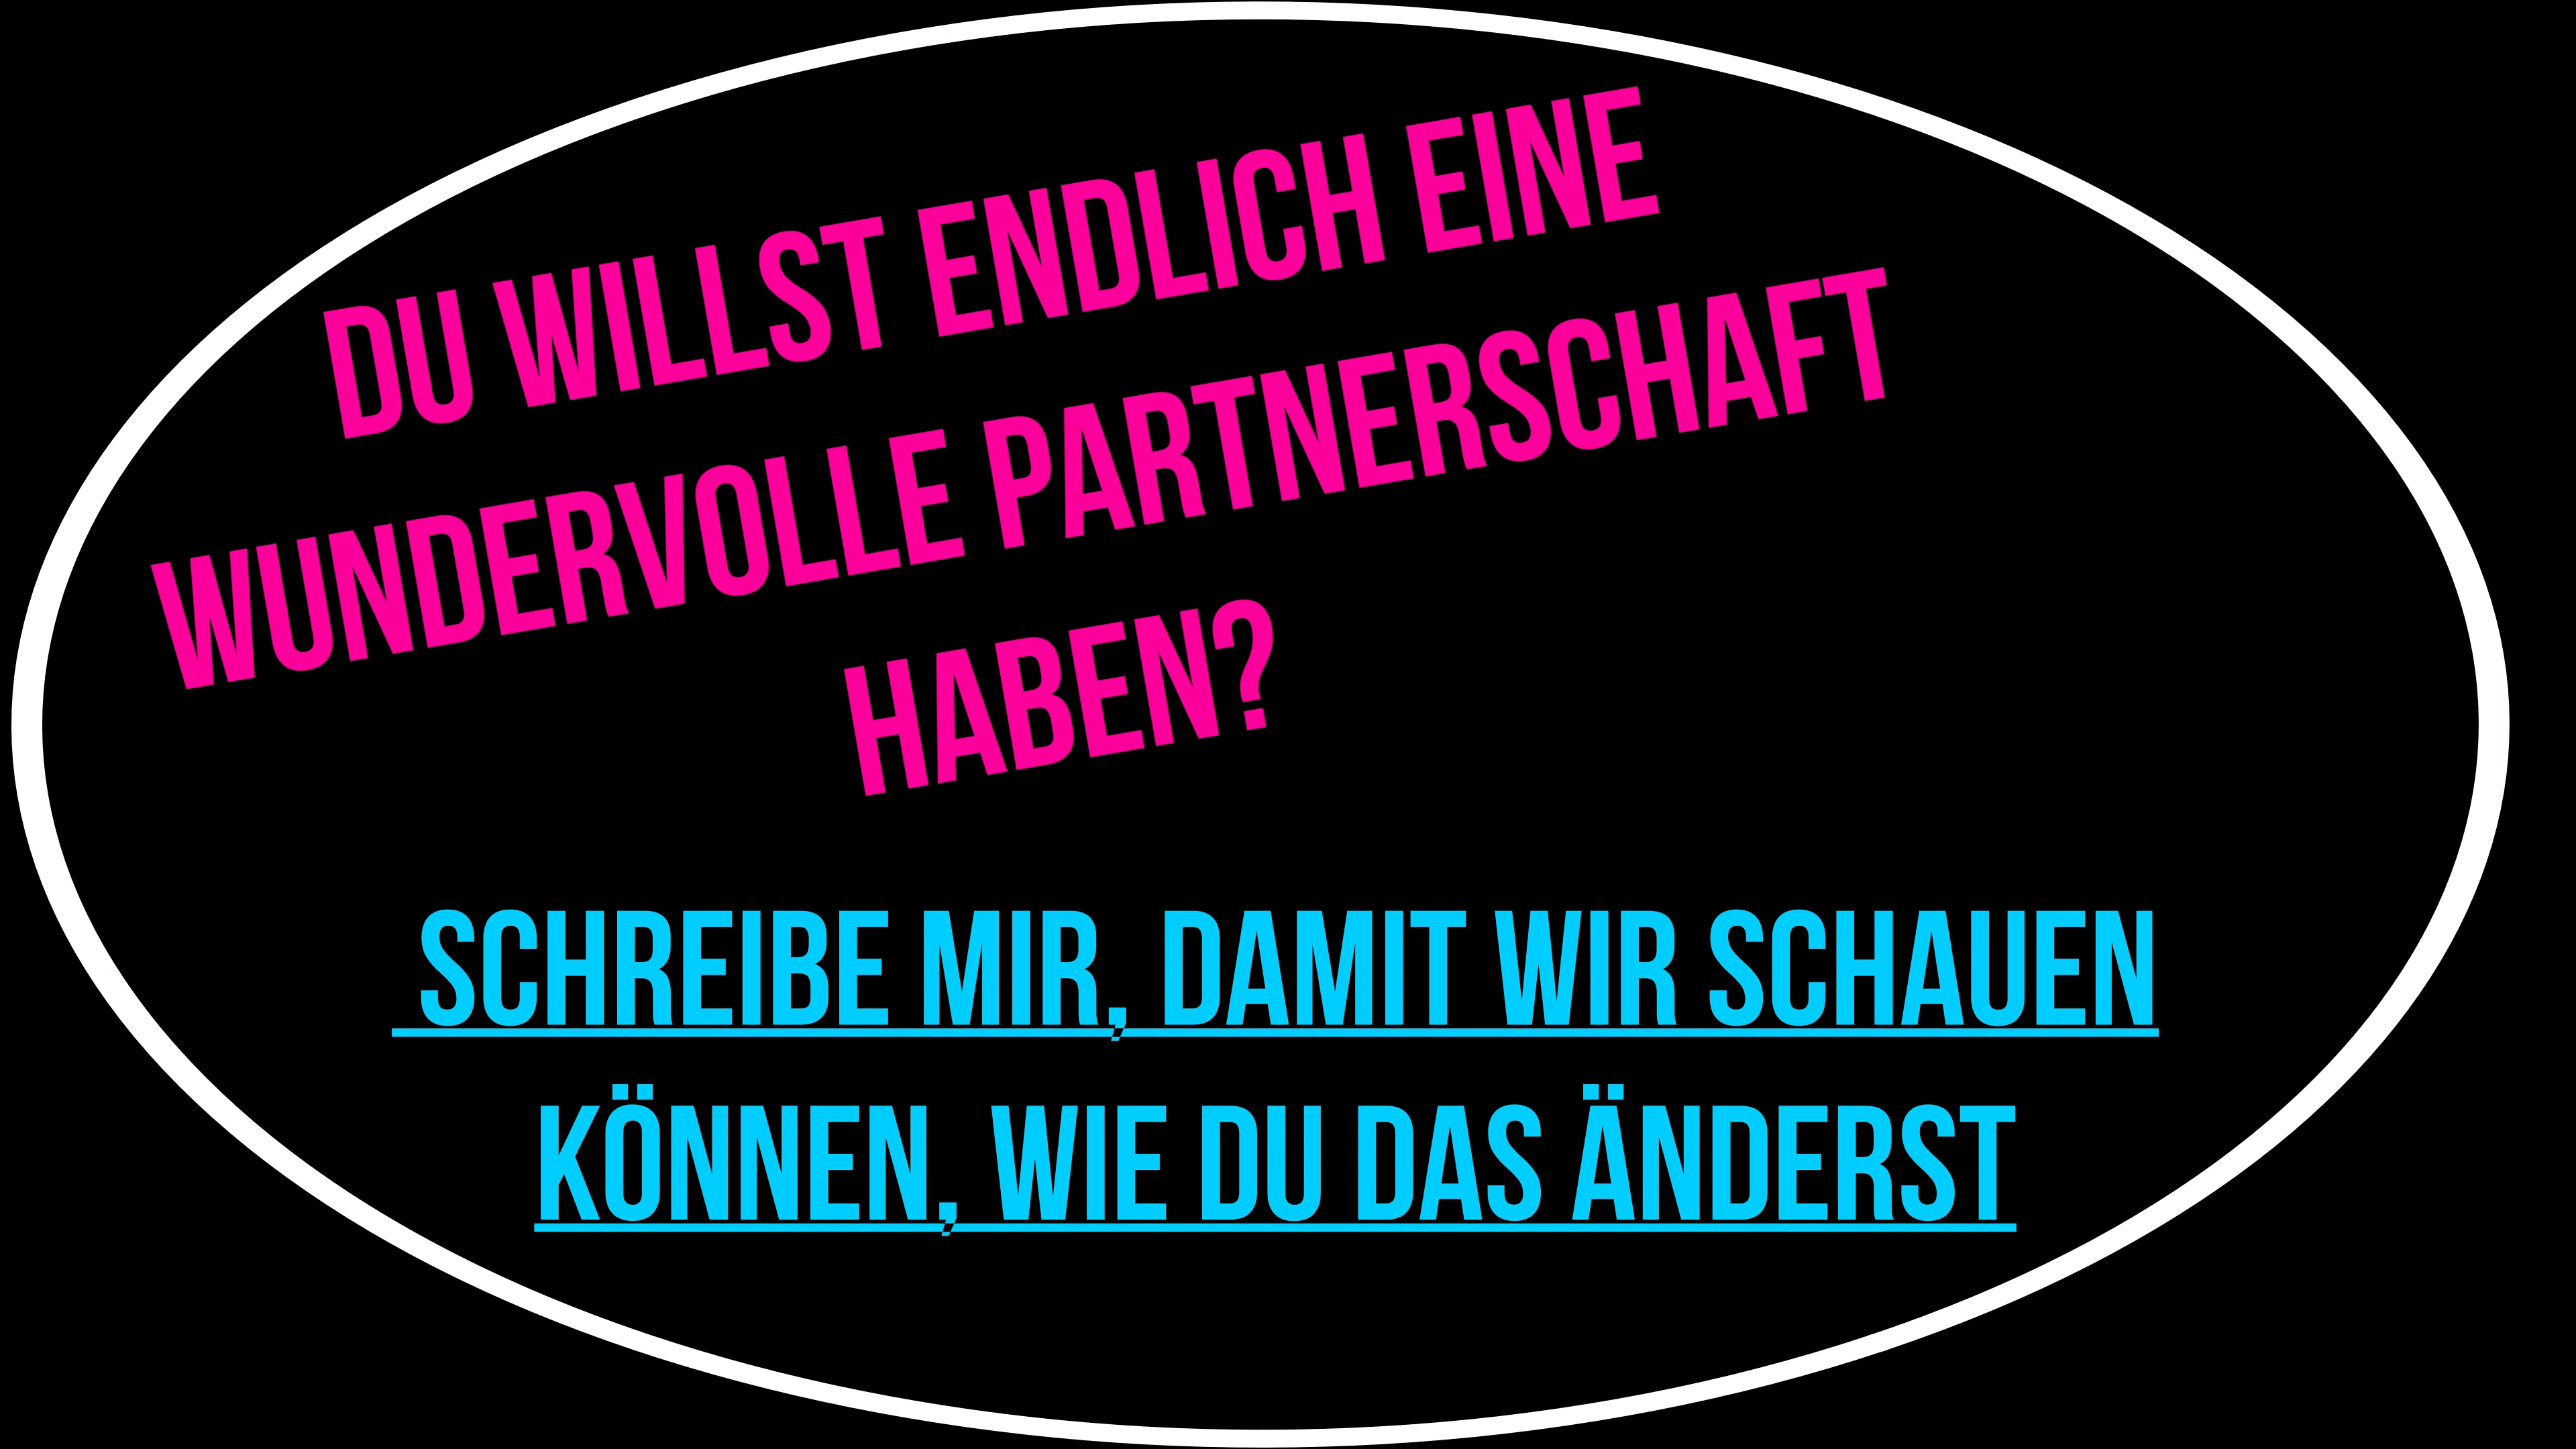 DU WILLST ENDLICH EINE
WUNDERVOLLE PARTNERSCHAFT
HABEN?
SCHREIBE MIR, DAMIT WIR SCHAUEN
KÖNNEN, WIE DU DAS ÄNDERST